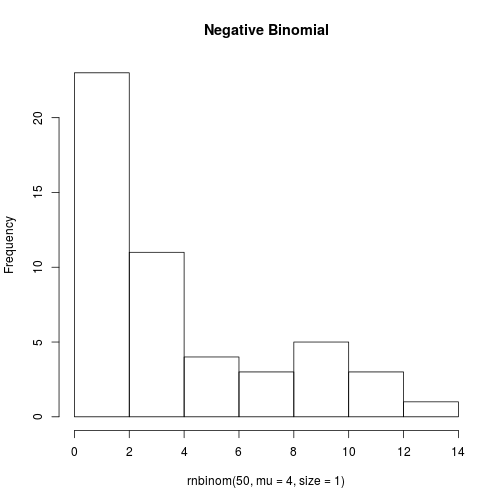 Negative Binomial
Frequency
20
15
10
5
0
0 2 4 6 8 10 12 14
rnbinom(50, mu = 4, size = 1)